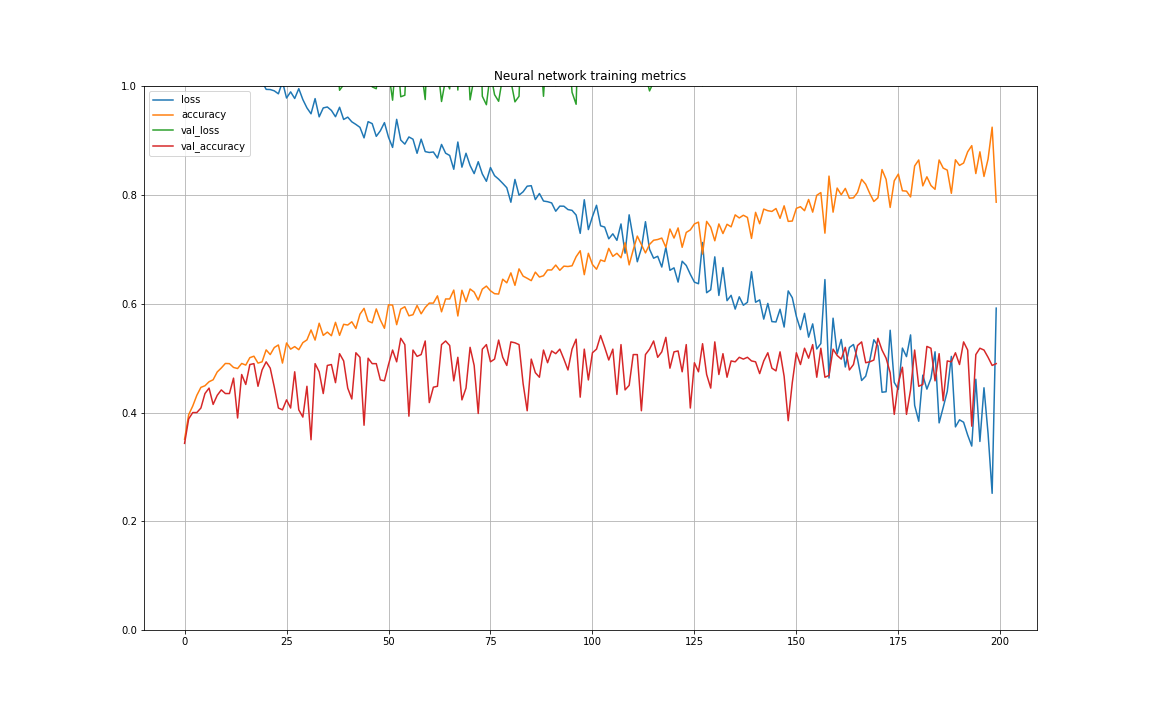 Neural network training metrics
1.0
0.8
0.6
0.4
0.2
0.0
loss
accuracy
val_loss
val_accuracy
0 25 50 75 100 125 150 175 200